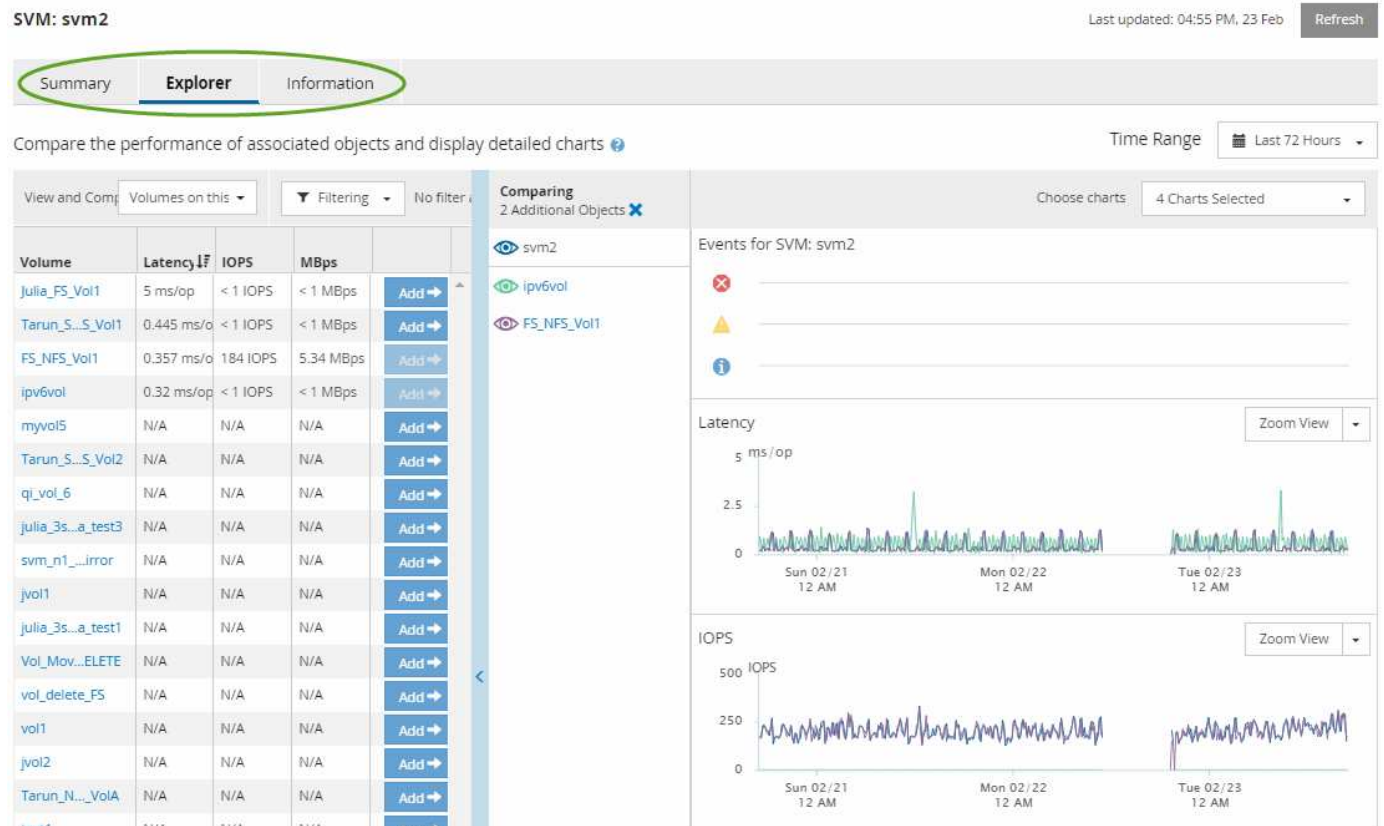 SVM: svm2
Last updated: 04:55 PM, 23 Feb Refresh
Summary Explorer Information
Compare the performance of associated objects and display detailed charts ?
Time Range Last 72 Hours
View and Comp Volumes on this Filtering No filter
Comparing
2 Additional Objects
Choose charts 4 Charts Selected
Volume Latency IOPS MBps
Julia_FS_Vol1 5 ms/op < 1 IOPS < 1 MBps Add
Tarun_S...S_Vol1 0.445 ms/o < 1 IOPS < 1 MBps Add
FS_NFS_Vol1 0.357 ms/o 184 IOPS 5.34 MBps Add
ipv6vol 0.32 ms/op < 1 IOPS < 1 MBps Add
myvol5 N/A N/A N/A Add
Tarun_S...S_Vol2 N/A N/A N/A Add
qi_vol_6 N/A N/A N/A Add
julia_3s...a_test3 N/A N/A N/A Add
svm_n1_...irror N/A N/A N/A Add
jvol1 N/A N/A N/A Add
julia_3s...a_test1 N/A N/A N/A Add
Vol_Mov...ELETE N/A N/A N/A Add
vol_delete_FS N/A N/A N/A Add
vol1 N/A N/A N/A Add
jvol2 N/A N/A N/A Add
Tarun_N..._VolA N/A N/A N/A Add
svm2
ipv6vol
FS_NFS_Vol1
Events for SVM: svm2
Latency Zoom View
5 ms/op
2.5
0
Sun 02/21 Mon 02/22 Tue 02/23
12 AM 12 AM 12 AM
IOPS Zoom View
500 IOPS
250
0
Sun 02/21 Mon 02/22 Tue 02/23
12 AM 12 AM 12 AM